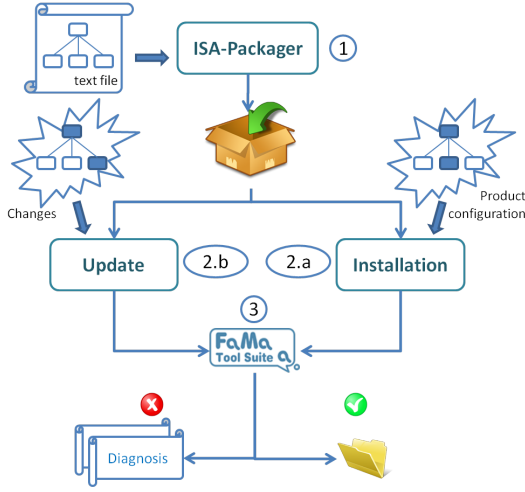 ISA-Packager
1
text file
Changes
Product
configuration
Update
2.b
2.a
Installation
3
FaMa
Tool Suite
Diagnosis